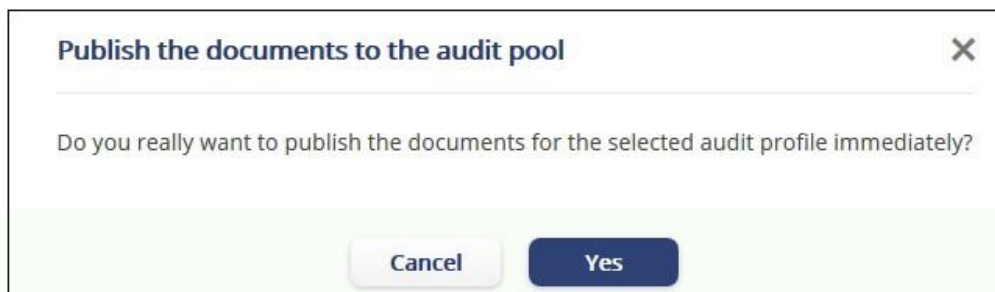 Publish the documents to the audit pool
Do you really want to publish the documents for the selected audit profile immediately?
Cancel
Yes